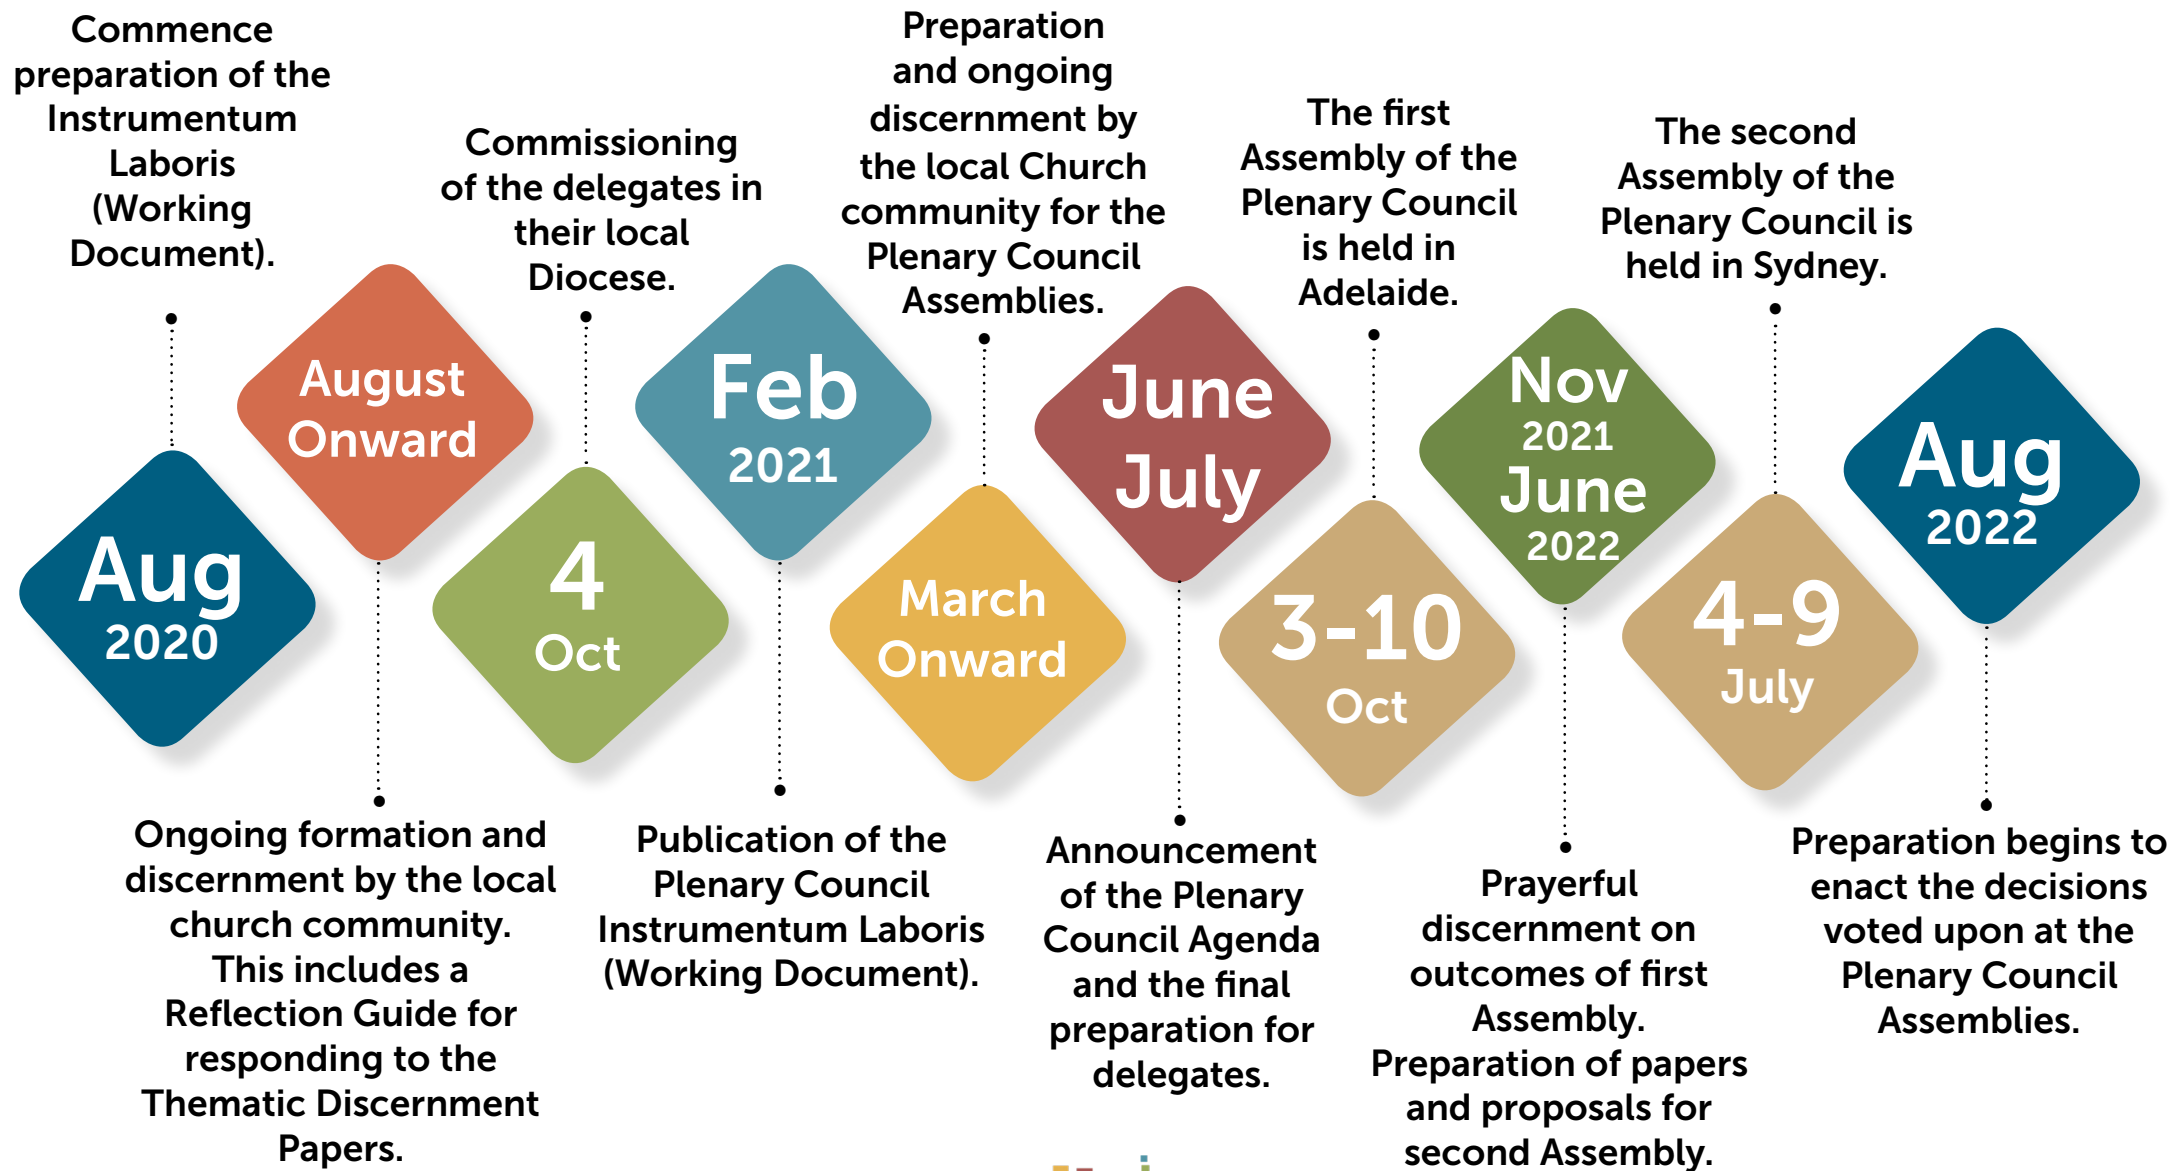 Commence
preparation of the
Instrumentum
Laboris
(Working
Document).
Aug
2020
August
Onward
Ongoing formation and
discernment by the local
church community.
This includes a
Reflection Guide for
responding to the
Thematic Discernment
Papers.
Commissioning
of the delegates in
their local
Diocese.
4
Oct
Feb
2021
Publication of the
Plenary Council
Instrumentum Laboris
(Working Document).
Preparation
and ongoing
discernment by
the local Church
community for the
Plenary Council
Assemblies.
March
Onward
June
July
Announcement
of the Plenary
Council Agenda
and the final
preparation for
delegates.
The first
Assembly of the
Plenary Council
is held in
Adelaide.
3-10
Oct
Nov
2021
June
2022
Prayerful
discernment on
outcomes of first
Assembly.
Preparation of papers
and proposals for
second Assembly.
The second
Assembly of the
Plenary Council is
held in Sydney.
4-9
July
Aug
2022
Preparation begins to
enact the decisions
voted upon at the
Plenary Council
Assemblies.